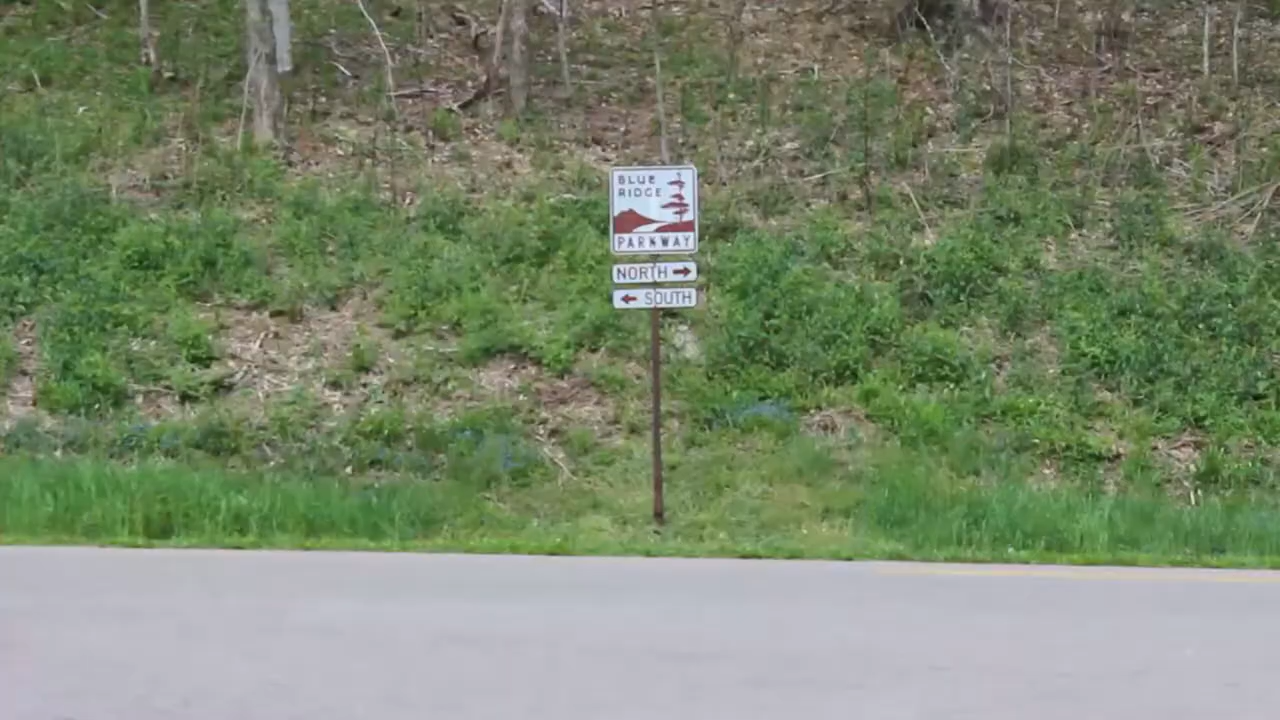 BLUE
RIDGE
PARKWAY
NORTH →
← SOUTH